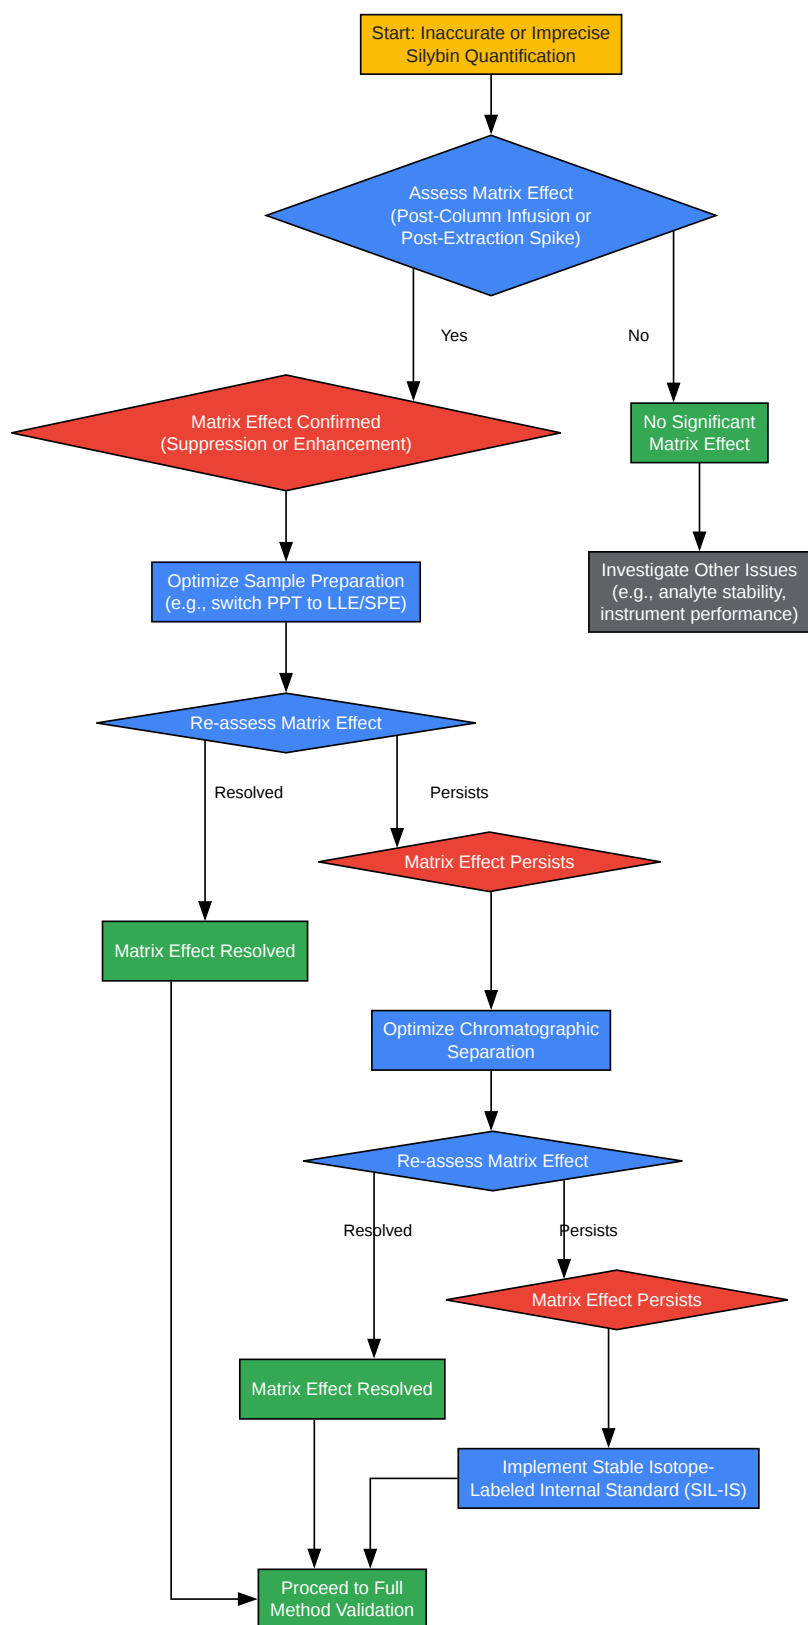 Start: Inaccurate or Imprecise
Silybin Quantification
Assess Matrix Effect
(Post-Column Infusion or
Post-Extraction Spike)
Yes
No
Matrix Effect Confirmed
(Suppression or Enhancement)
No Significant
Matrix Effect
Optimize Sample Preparation
(e.g., switch PPT to LLE/SPE)
Investigate Other Issues
(e.g., analyte stability,
instrument performance)
Re-assess Matrix Effect
Resolved
Persists
Matrix Effect Persists
Matrix Effect Resolved
Optimize Chromatographic
Separation
Re-assess Matrix Effect
Resolved
Persists
Matrix Effect Persists
Matrix Effect Resolved
Implement Stable Isotope-
Labeled Internal Standard (SIL-IS)
Proceed to Full
Method Validation